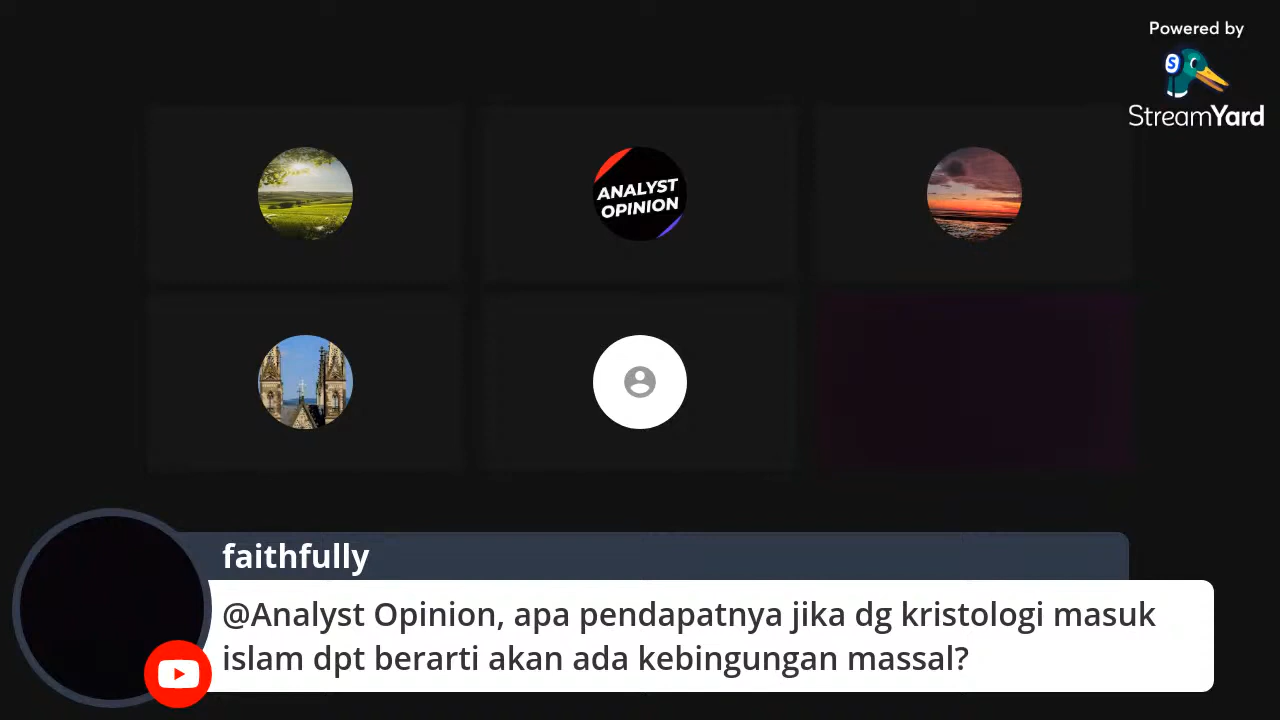 Powered by
StreamYard
ANALYST
OPINION
faithfully
@Analyst Opinion, apa pendapatnya jika dg kristologi masuk
islam dpt berarti akan ada kebingungan massal?